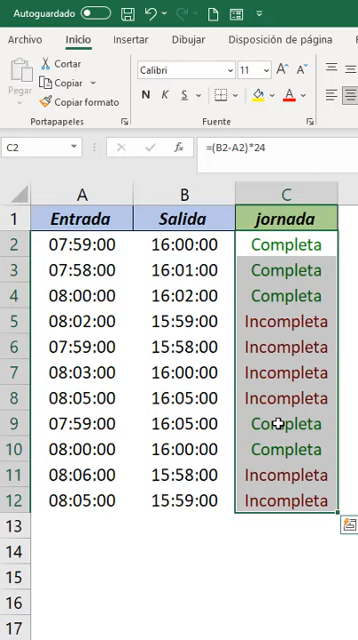 Autoguardado
Archivo Inicio Insertar Dibujar Disposición de página
Pegar
Cortar
Copiar
Copiar formato
Portapapeles
Calibri 11 A A
N K S A
Fuente
C2 fx =(B2-A2)*24
A B C
1 Entrada Salida jornada
2 07:59:00 16:00:00 Completa
3 07:58:00 16:01:00 Completa
4 08:00:00 16:02:00 Completa
5 08:02:00 15:59:00 Incompleta
6 07:59:00 15:58:00 Incompleta
7 08:03:00 16:00:00 Incompleta
8 08:05:00 16:05:00 Incompleta
9 07:59:00 16:05:00 Completa
10 08:00:00 16:00:00 Completa
11 08:06:00 15:58:00 Incompleta
12 08:05:00 15:59:00 Incompleta
13
14
15
16
17